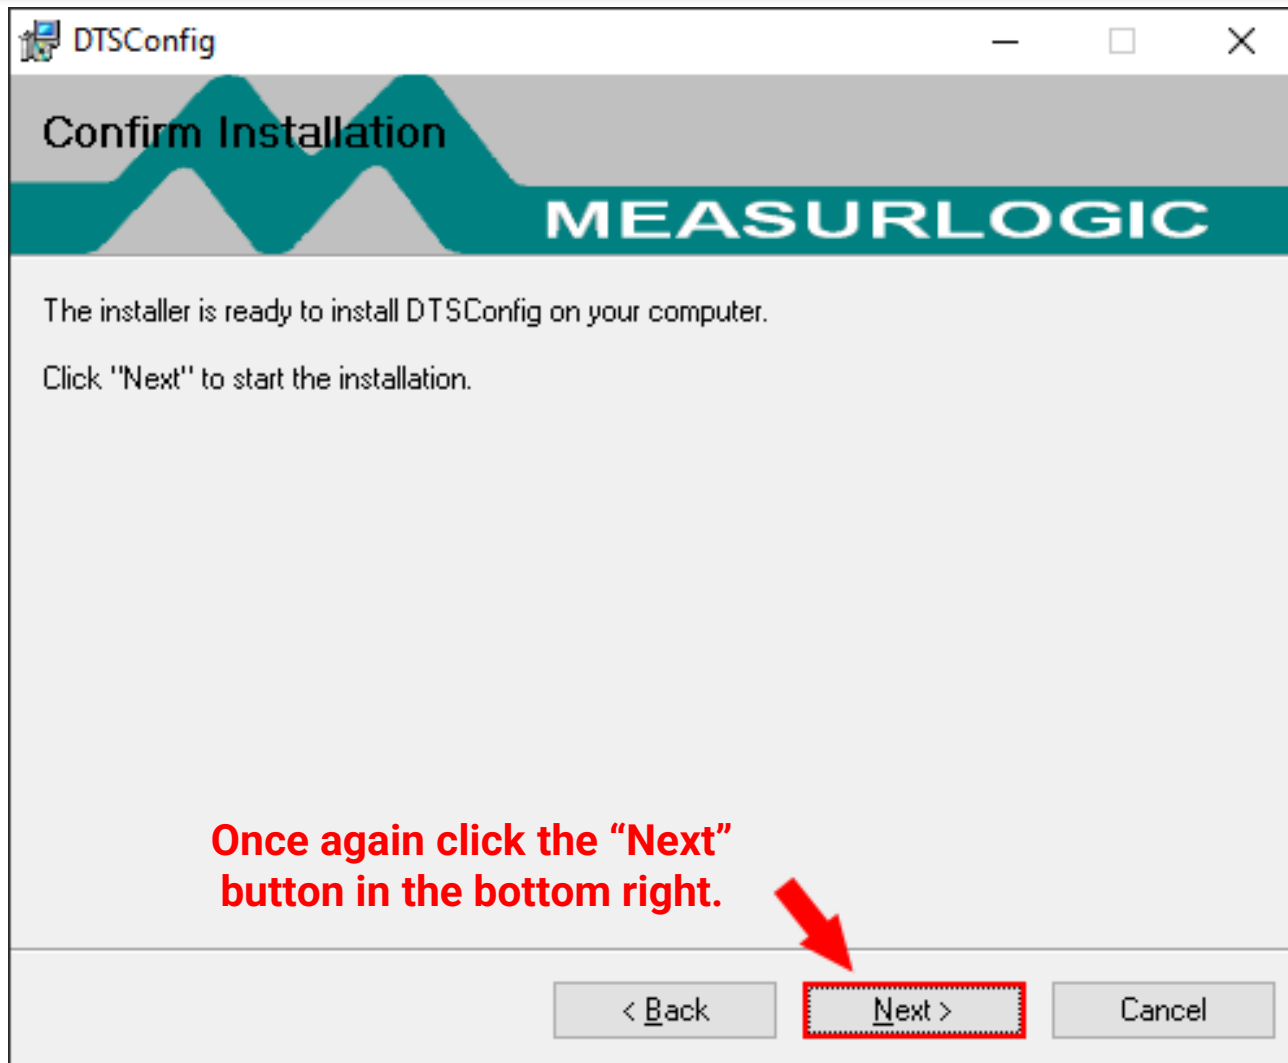 DTSConfig
Confirm Installation
MEASURLOGIC
The installer is ready to install DTSConfig on your computer.
Click "Next" to start the installation.
Once again click the “Next”
button in the bottom right.
< Back
Next >
Cancel